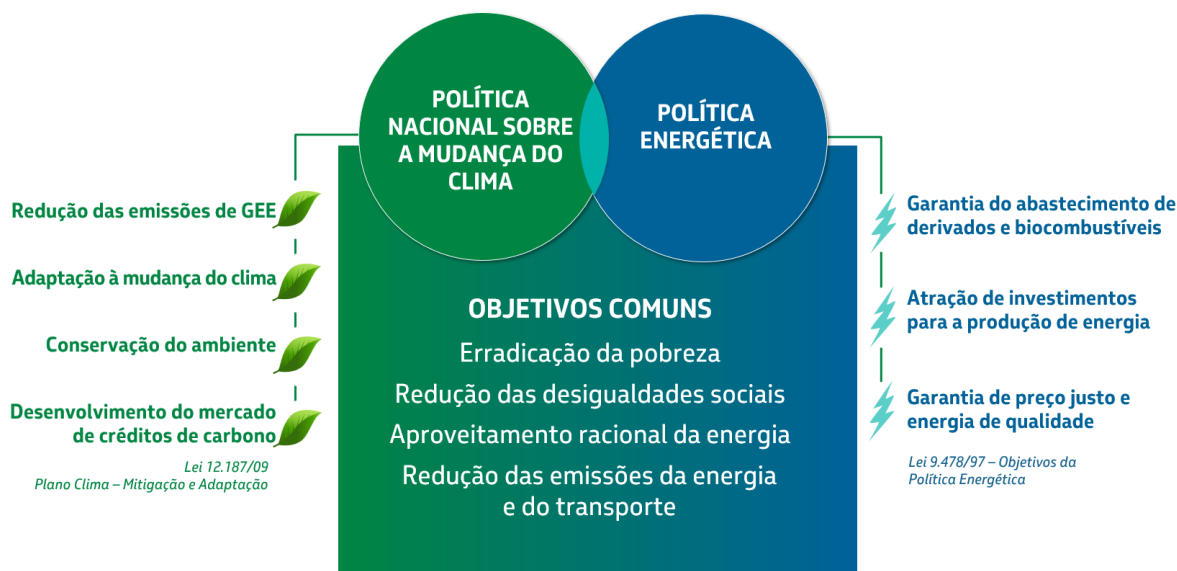 POLÍTICA
NACIONAL SOBRE
A MUDANÇA DO
CLIMA
POLÍTICA
ENERGÉTICA
Redução das emissões de GEE
Adaptação à mudança do clima
Conservação do ambiente
Desenvolvimento do mercado
de créditos de carbono
Lei 12.187/09
Plano Clima – Mitigação e Adaptação
OBJETIVOS COMUNS
Erradicação da pobreza
Redução das desigualdades sociais
Aproveitamento racional da energia
Redução das emissões da energia
e do transporte
Garantia do abastecimento de
derivados e biocombustíveis
Atração de investimentos
para a produção de energia
Garantia de preço justo e
energia de qualidade
Lei 9.478/97 – Objetivos da
Política Energética